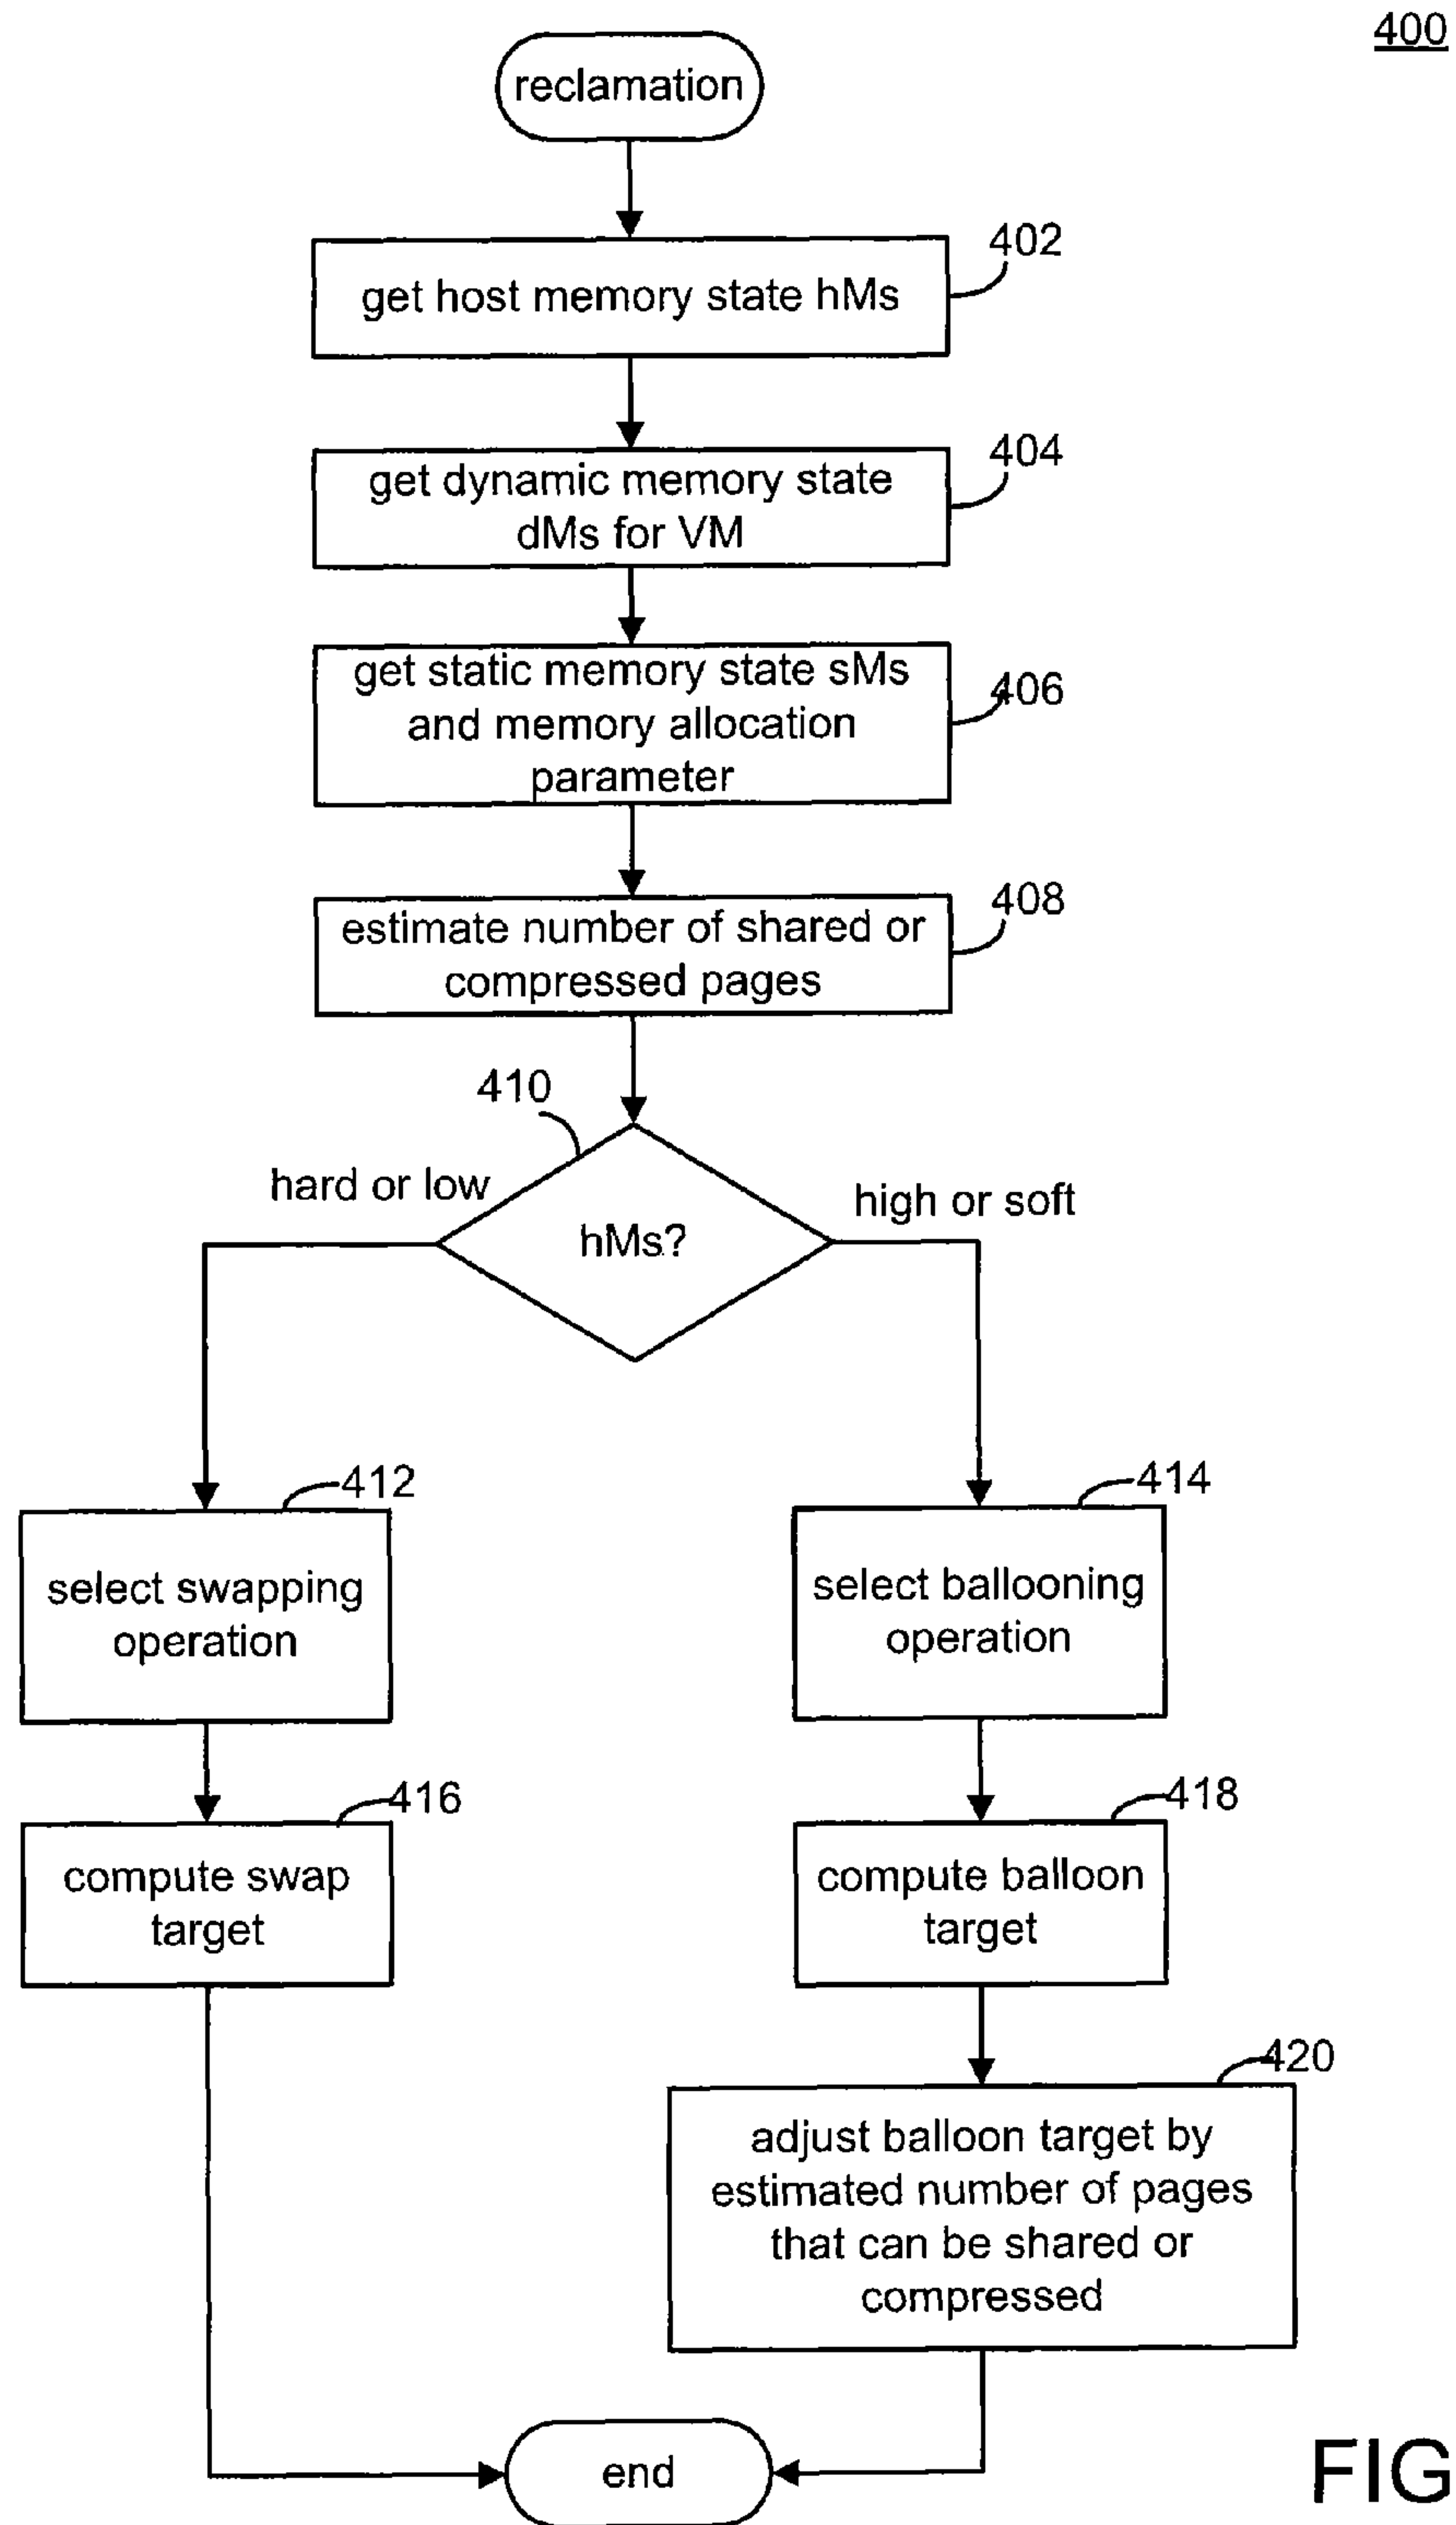 400
reclamation
402
get host memory state hMs
404
get dynamic memory state
dMs for VM
406
get static memory state sMs
and memory allocation
parameter
408
estimate number of shared or
compressed pages
410
hard or low
high or soft
hMs?
412
414
select swapping
operation
select ballooning
operation
416
418
compute swap
target
compute balloon
target
420
adjust balloon target by
estimated number of pages
that can be shared or
compressed
end
FIG